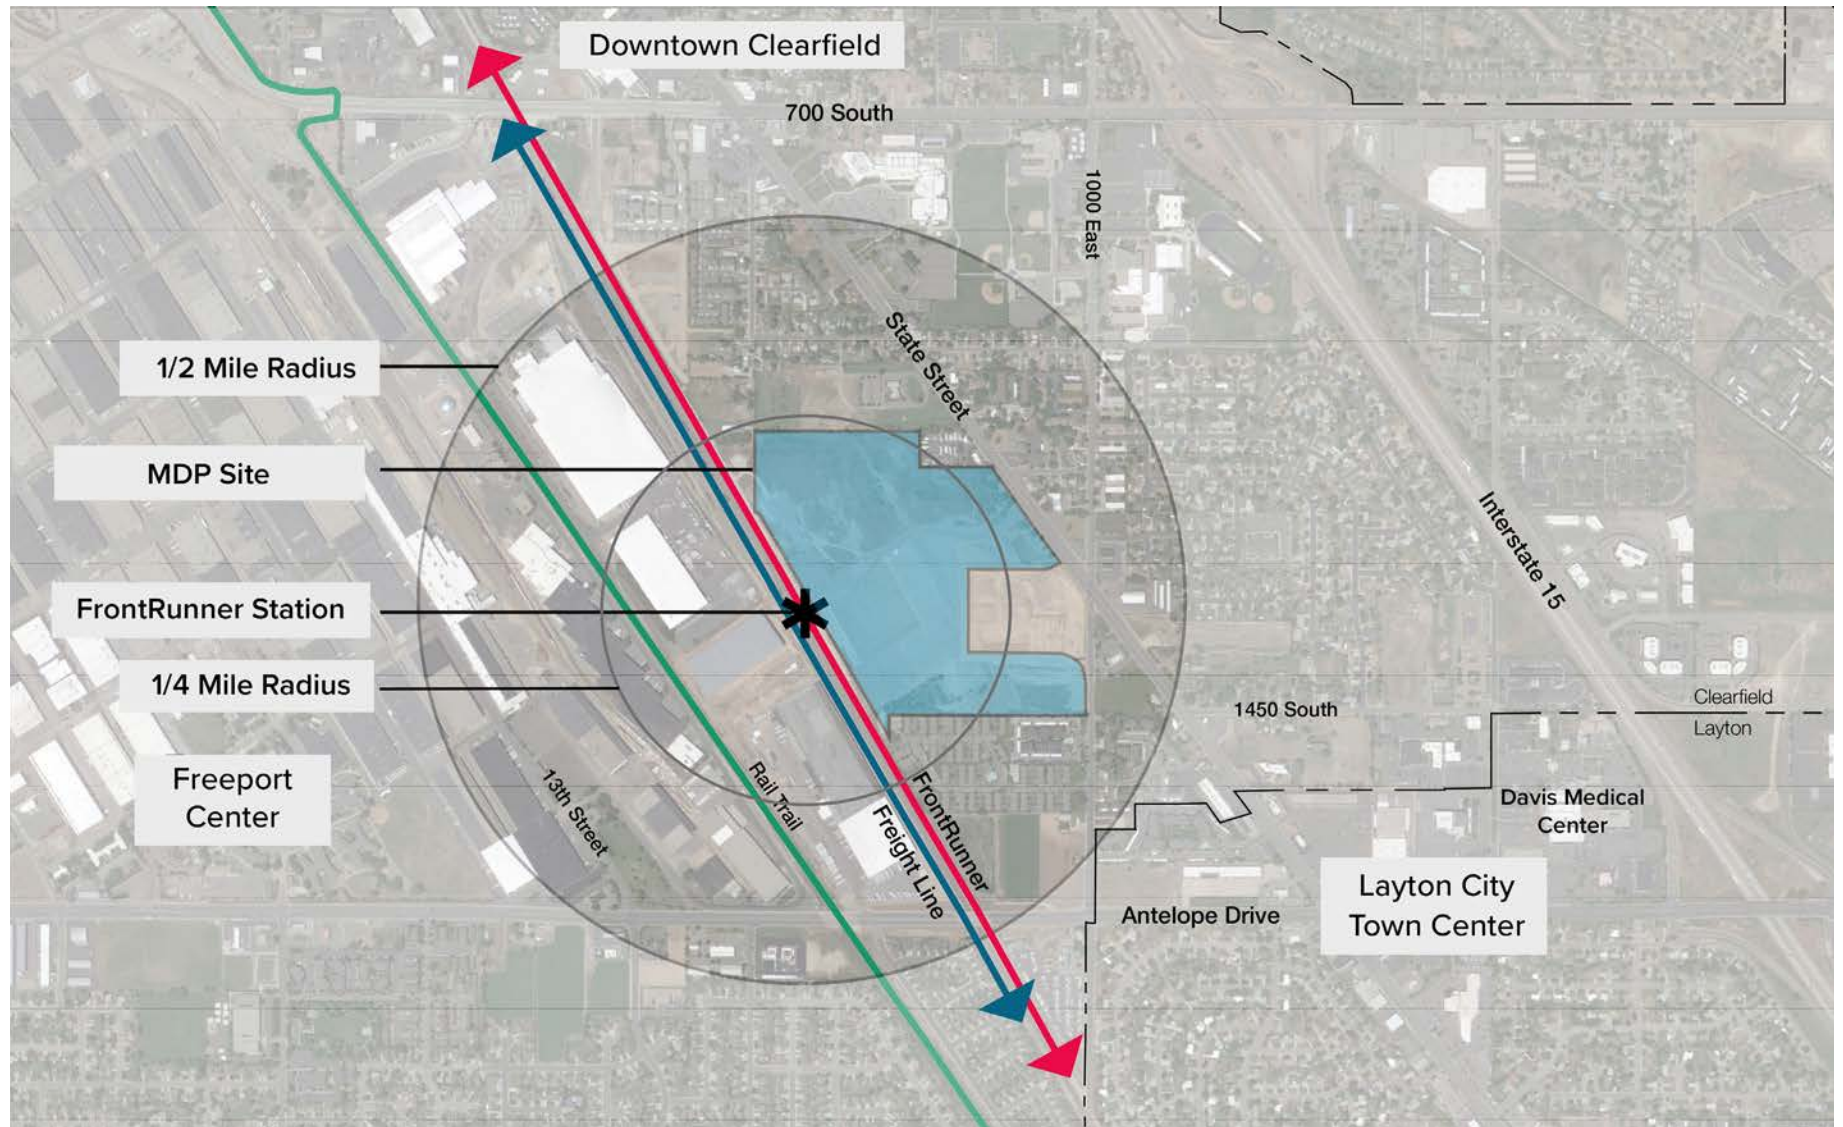 Downtown Clearfield
700 South
1000 East
State Street
1/2 Mile Radius
MDP Site
Interstate 15
FrontRunner Station
1/4 Mile Radius
Clearfield
1450 South
Layton
Freeport
Center
13th Street
Rail Trail
Freight Line
FrontRunner
Davis Medical
Center
Layton City
Town Center
Antelope Drive